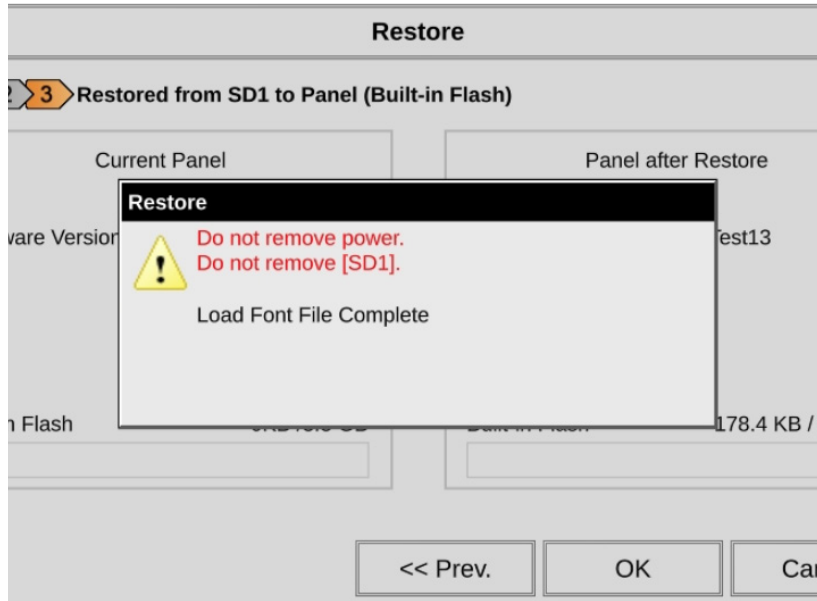 Restore
3 Restored from SD1 to Panel (Built-in Flash)
Current Panel
Panel after Restore
Restore
Do not remove power.
Do not remove [SD1].
Load Font File Complete
Flash
178.4 KB /
<< Prev.
OK